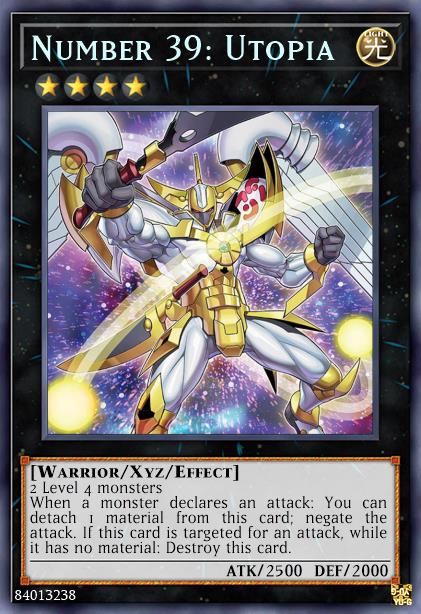 NUMBER 39: UTOPIA
LIGHT
光
39
[WARRIOR/XYZ/EFFECT]
2 Level 4 monsters
When a monster declares an attack: You can
detach 1 material from this card; negate the
attack. If this card is targeted for an attack, while
it has no material: Destroy this card.
ATK/2500 DEF/2000
84013238